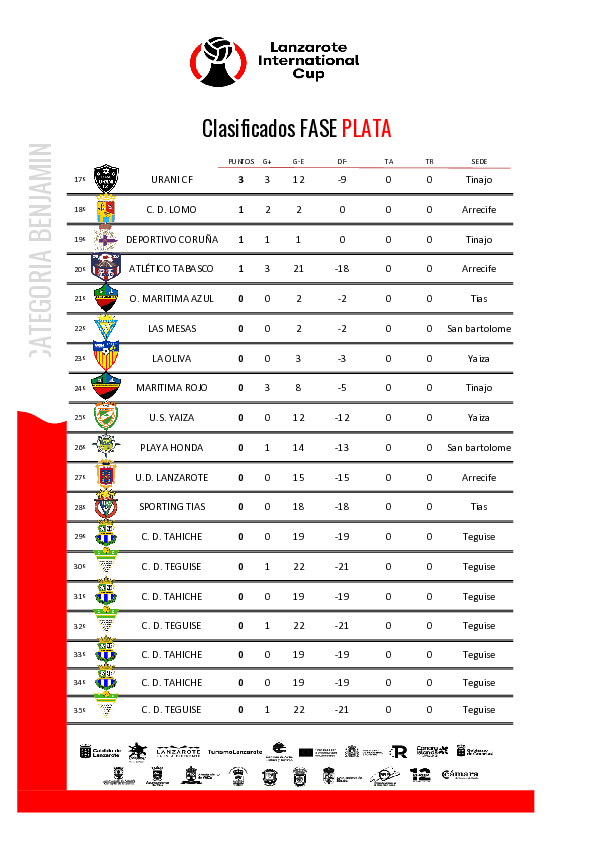 Lanzarote
International
Cup
Clasificados FASE PLATA
CATEGORIA BENJAMIN
PUNTOS G+ G-E DF- TA TR SEDE
17º URANI CF 3 3 12 -9 0 0 Tinajo
18º C. D. LOMO 1 2 2 0 0 0 Arrecife
19º DEPORTIVO CORUÑA 1 1 1 0 0 0 Tinajo
20º ATLÉTICO TABASCO 1 3 21 -18 0 0 Arrecife
21º O. MARITIMA AZUL 0 0 2 -2 0 0 Tias
22º LAS MESAS 0 0 2 -2 0 0 San bartolome
23º LA OLIVA 0 0 3 -3 0 0 Yaiza
24º MARITIMA ROJO 0 3 8 -5 0 0 Tinajo
25º U.S. YAIZA 0 0 12 -12 0 0 Yaiza
26º PLAYA HONDA 0 1 14 -13 0 0 San bartolome
27º U.D. LANZAROTE 0 0 15 -15 0 0 Arrecife
28º SPORTING TIAS 0 0 18 -18 0 0 Tias
29º C. D. TAHICHE 0 0 19 -19 0 0 Teguise
30º C. D. TEGUISE 0 1 22 -21 0 0 Teguise
31º C. D. TAHICHE 0 0 19 -19 0 0 Teguise
32º C. D. TEGUISE 0 1 22 -21 0 0 Teguise
33º C. D. TAHICHE 0 0 19 -19 0 0 Teguise
34º C. D. TAHICHE 0 0 19 -19 0 0 Teguise
35º C. D. TEGUISE 0 1 22 -21 0 0 Teguise
Cabildo de Lanzarote LANZAROTE TurismoLanzarote Gobierno de Canarias
Cámara